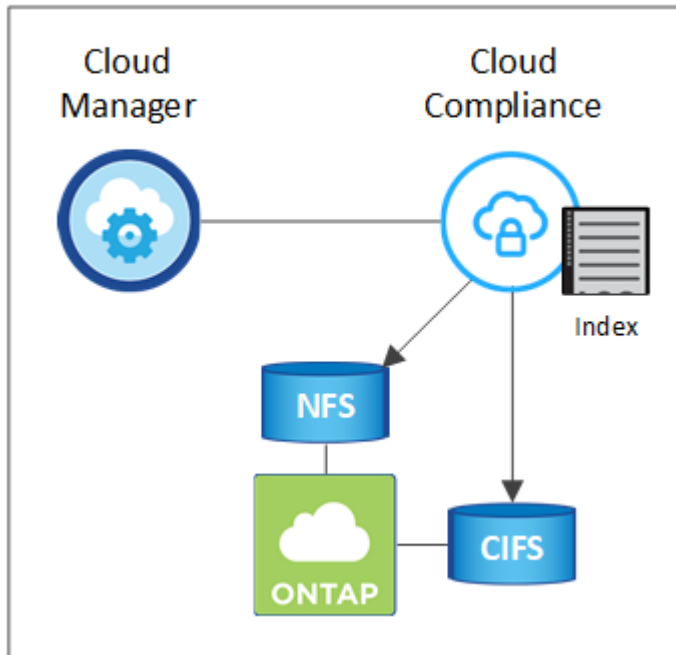 Cloud
Manager
Cloud
Compliance
Index
NFS
ONTAP
CIFS